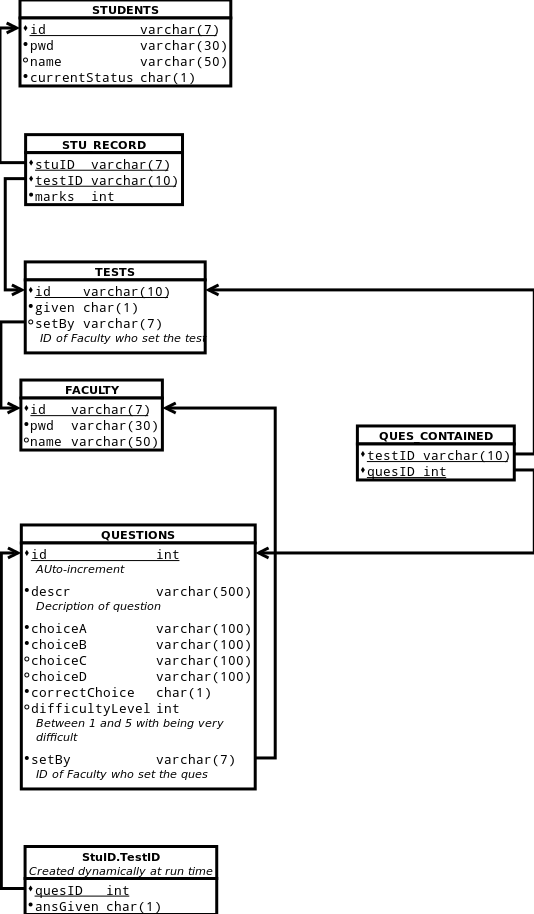 STUDENTS
id varchar(7)
pwd varchar(30)
name varchar(50)
currentStatus char(1)
STU_RECORD
stuID varchar(7)
testID varchar(10)
marks int
TESTS
id varchar(10)
given char(1)
setBy varchar(7)
ID of Faculty who set the test
FACULTY
id varchar(7)
pwd varchar(30)
name varchar(50)
QUES_CONTAINED
testID varchar(10)
quesID int
QUESTIONS
id int
AUto-increment
descr varchar(500)
Decription of question
choiceA varchar(100)
choiceB varchar(100)
choiceC varchar(100)
choiceD varchar(100)
correctChoice char(1)
difficultyLevel int
Between 1 and 5 with being very
difficult
setBy varchar(7)
ID of Faculty who set the ques
StuID.TestID
Created dynamically at run time
quesID int
ansGiven char(1)